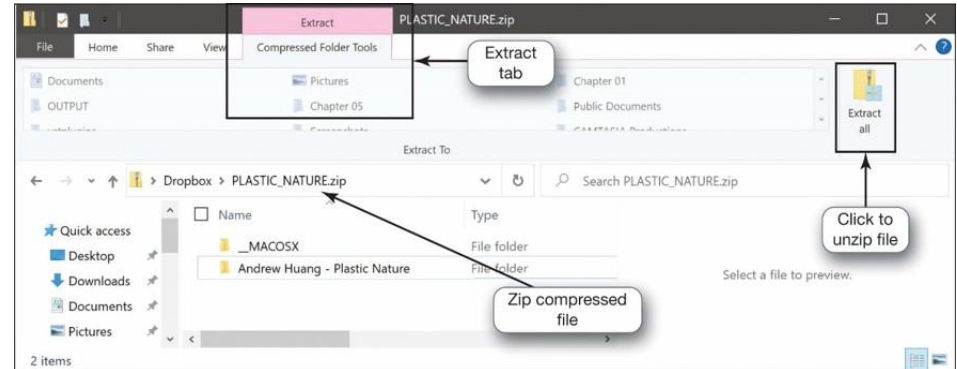 Extract
PLASTIC_NATURE.zip
File Home Share View Compressed Folder Tools
Extract
tab
Documents
Pictures
Chapter 01
OUTPUT
Chapter 05
Public Documents
Screenshots
CAMTASIA Productions
Extract
all
Extract To
Dropbox > PLASTIC_NATURE.zip
Search PLASTIC_NATURE.zip
Quick access
Desktop
Downloads
Documents
Pictures
Name Type
__MACOSX File folder
Andrew Huang - Plastic Nature File folder
Click to
unzip file
Select a file to preview.
Zip compressed
file
2 items